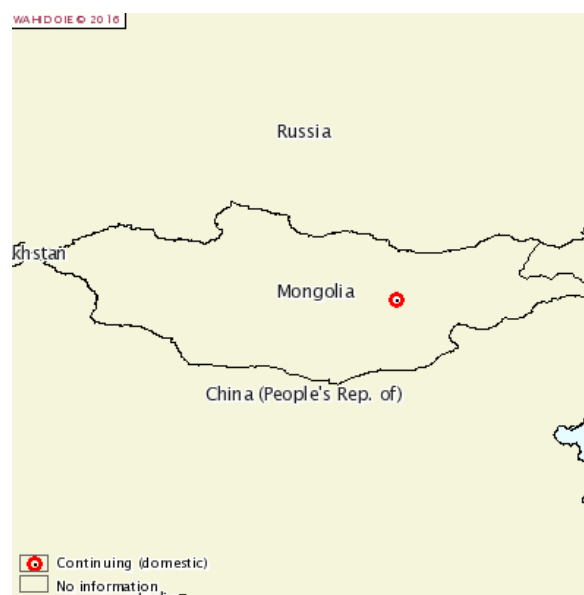 WAHID OIE © 2016
Russia
khstan
Mongolia
China (People's Rep. of)
Continuing (domestic)
No information